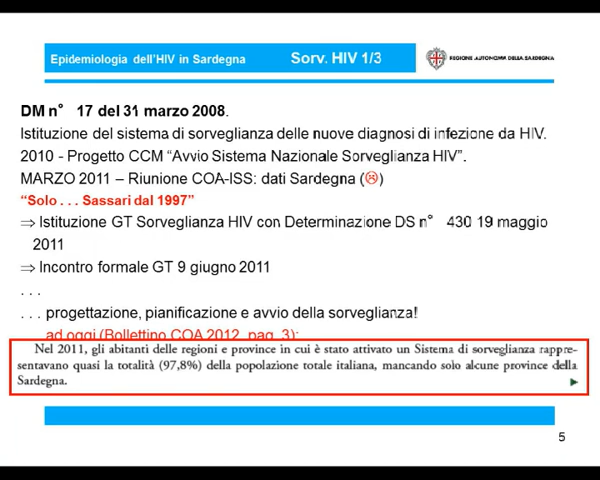 Epidemiologia dell'HIV in Sardegna
Sorv. HIV 1/3
REGIONE AUTONOMA DELLA SARDEGNA
DM n° 17 del 31 marzo 2008.
Istituzione del sistema di sorveglianza delle nuove diagnosi di infezione da HIV.
2010 - Progetto CCM “Avvio Sistema Nazionale Sorveglianza HIV”.
MARZO 2011 – Riunione COA-ISS: dati Sardegna (☹)
“Solo . . . Sassari dal 1997”
⇒ Istituzione GT Sorveglianza HIV con Determinazione DS n° 430 19 maggio
2011
⇒ Incontro formale GT 9 giugno 2011
. . .
. . . progettazione, pianificazione e avvio della sorveglianza!
ad oggi (Bollettino COA 2012, pag. 3):
Nel 2011, gli abitanti delle regioni e province in cui è stato attivato un Sistema di sorveglianza rappre-
sentavano quasi la totalità (97,8%) della popolazione totale italiana, mancando solo alcune province della
Sardegna.
5